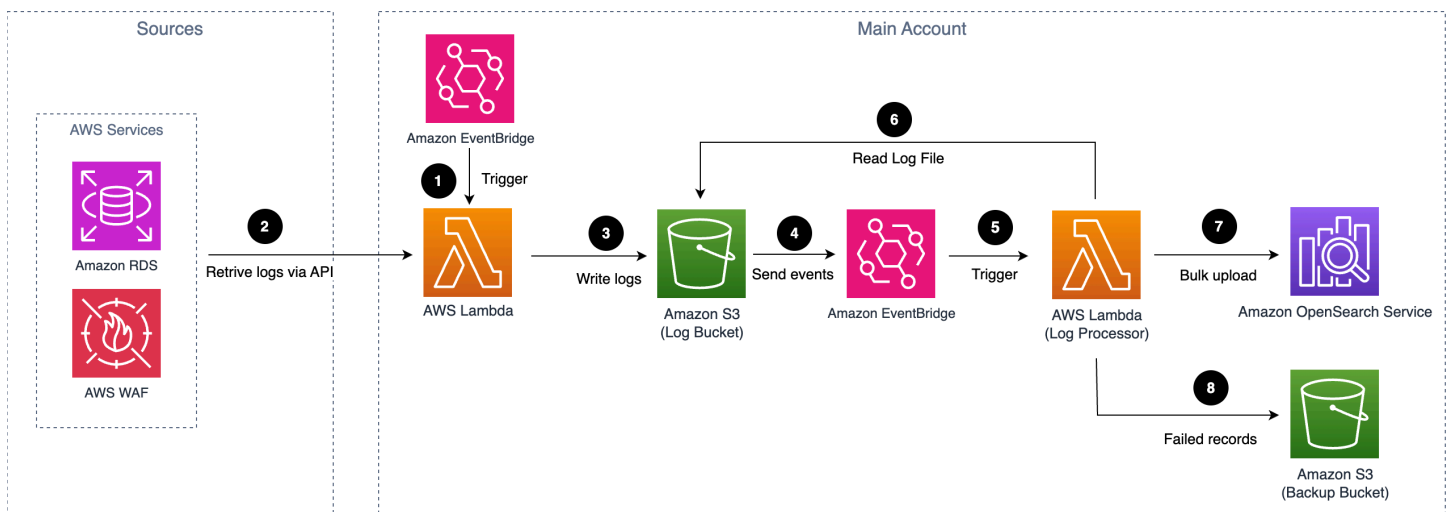 Sources
Main Account
AWS Services
Amazon RDS
AWS WAF
Amazon EventBridge
1
Trigger
2
Retrive logs via API
AWS Lambda
3
Write logs
Amazon S3
(Log Bucket)
4
Send events
Amazon EventBridge
5
Trigger
6
Read Log File
AWS Lambda
(Log Processor)
7
Bulk upload
Amazon OpenSearch Service
8
Failed records
Amazon S3
(Backup Bucket)